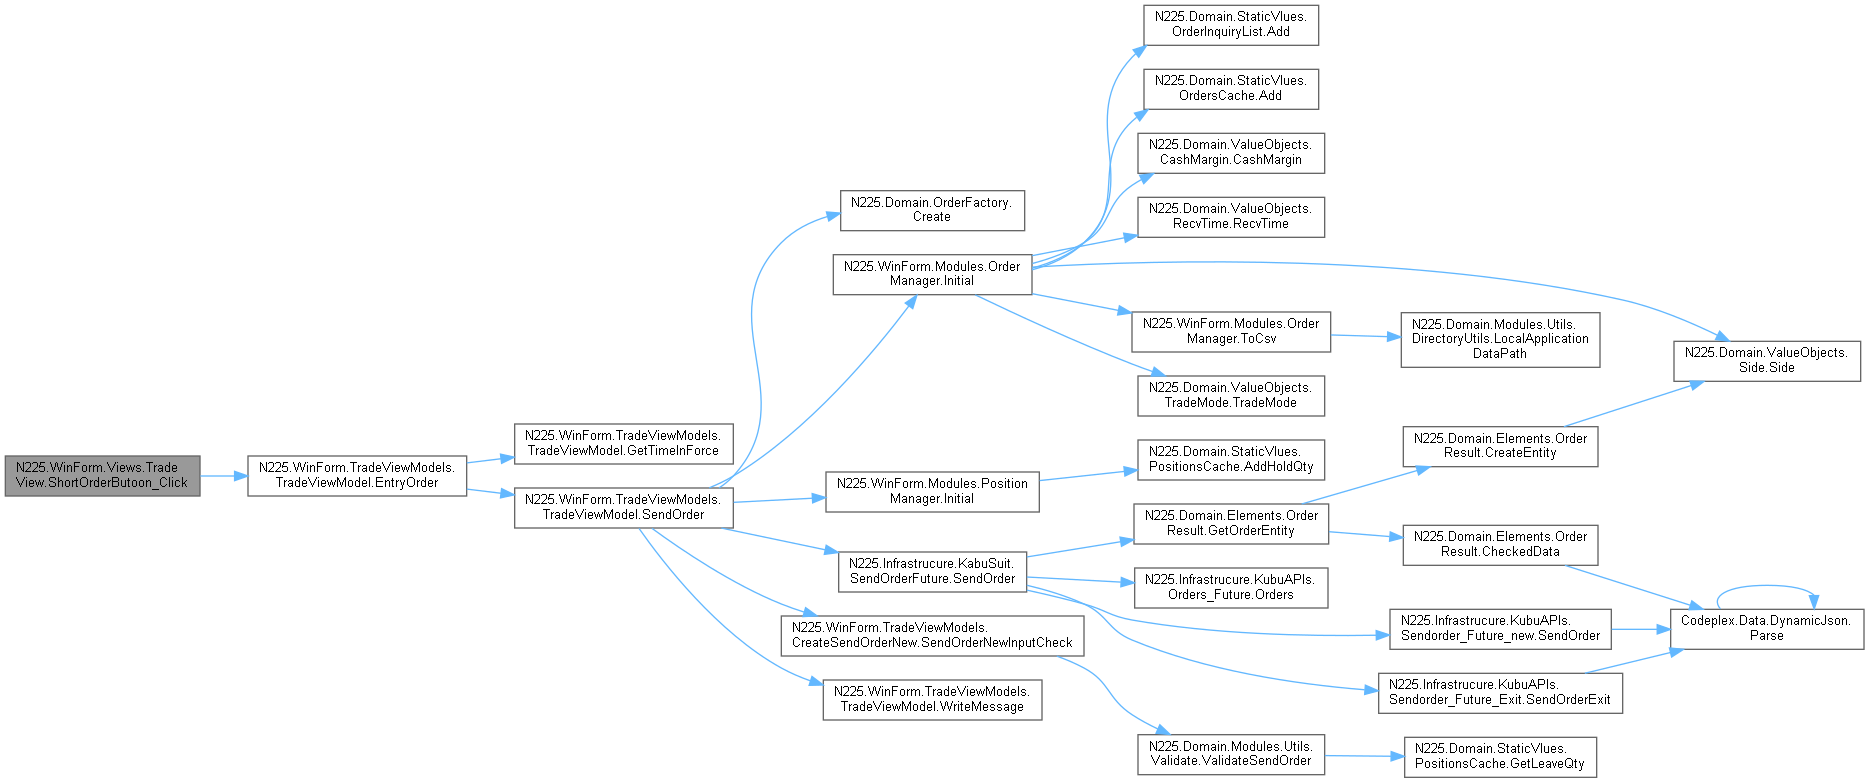 N225.Domain.StaticVlues.
OrderInquiryList.Add
N225.Domain.StaticVlues.
OrdersCache.Add
N225.Domain.ValueObjects.
CashMargin.CashMargin
N225.Domain.OrderFactory.
Create
N225.Domain.ValueObjects.
RecvTime.RecvTime
N225.WinForm.Modules.Order
Manager.Initial
N225.WinForm.Modules.Order
Manager.ToCsv
N225.Domain.Modules.Utils.
DirectoryUtils.LocalApplication
DataPath
N225.Domain.ValueObjects.
Side.Side
N225.Domain.ValueObjects.
TradeMode.TradeMode
N225.WinForm.TradeViewModels.
TradeViewModel.GetTimeInForce
N225.Domain.StaticVlues.
PositionsCache.AddHoldQty
N225.Domain.Elements.Order
Result.CreateEntity
N225.WinForm.Views.Trade
View.ShortOrderButoon_Click
N225.WinForm.TradeViewModels.
TradeViewModel.EntryOrder
N225.WinForm.TradeViewModels.
TradeViewModel.SendOrder
N225.WinForm.Modules.Position
Manager.Initial
N225.Domain.Elements.Order
Result.GetOrderEntity
N225.Domain.Elements.Order
Result.CheckedData
N225.Infrastrucure.KabuSuit.
SendOrderFuture.SendOrder
N225.Infrastrucure.KubuAPIs.
Orders_Future.Orders
N225.WinForm.TradeViewModels.
CreateSendOrderNew.SendOrderNewInputCheck
N225.Infrastrucure.KubuAPIs.
Sendorder_Future_new.SendOrder
Codeplex.Data.DynamicJson.
Parse
N225.WinForm.TradeViewModels.
TradeViewModel.WriteMessage
N225.Infrastrucure.KubuAPIs.
Sendorder_Future_Exit.SendOrderExit
N225.Domain.Modules.Utils.
Validate.ValidateSendOrder
N225.Domain.StaticVlues.
PositionsCache.GetLeaveQty